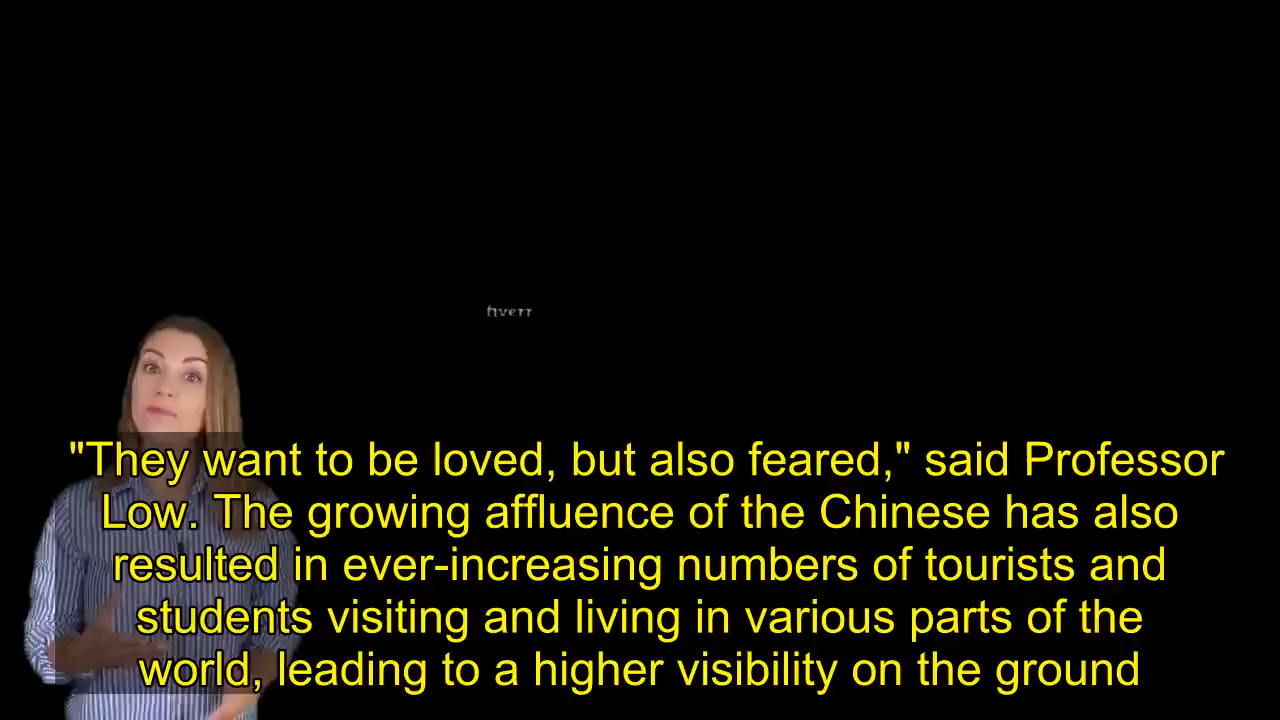 fiverr
"They want to be loved, but also feared," said Professor
Low. The growing affluence of the Chinese has also
resulted in ever-increasing numbers of tourists and
students visiting and living in various parts of the
world, leading to a higher visibility on the ground